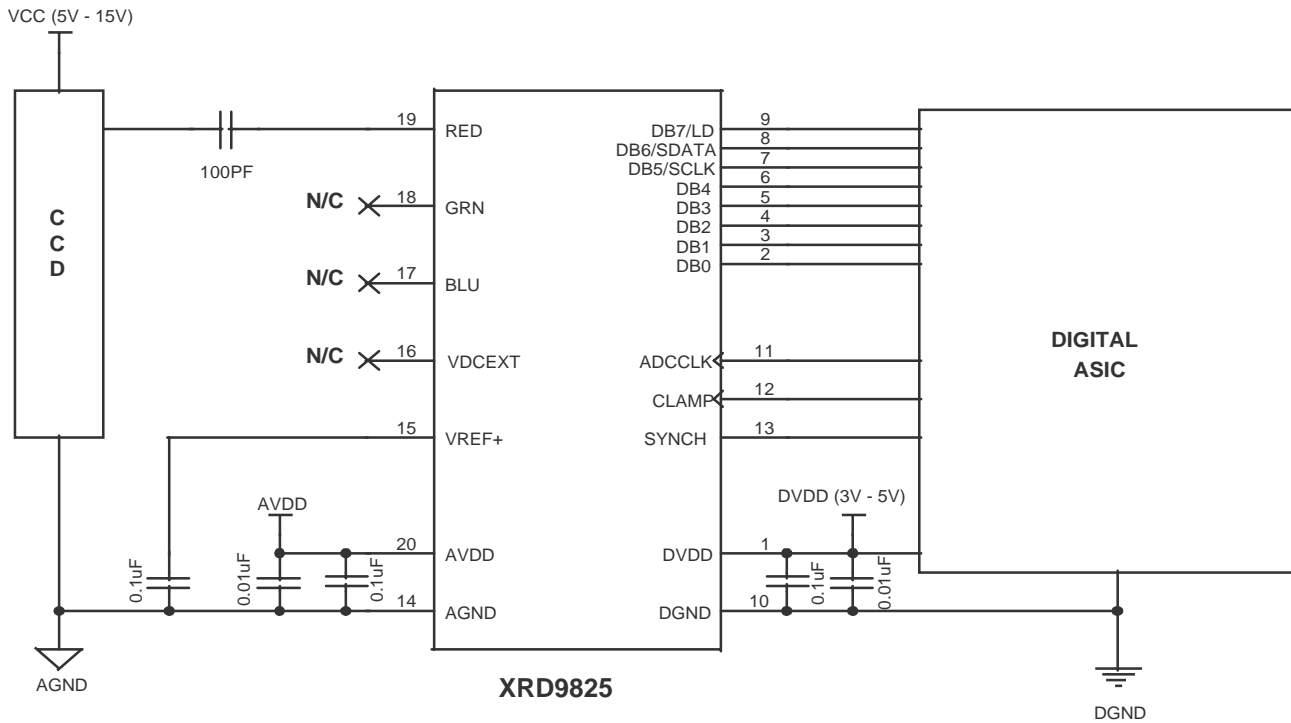 VCC (5V - 15V)
C
C
D
100PF
19 RED
N/C 18 GRN
N/C 17 BLU
N/C 16 VDCEXT
15 VREF+
AVDD
20 AVDD
14 AGND
0.1uF
0.01uF
0.1uF
AGND
XRD9825
DB7/LD 9
DB6/SDATA 8
DB5/SCLK 7
DB4 6
DB3 5
DB2 4
DB1 3
DB0 2
ADCCLK 11
CLAMP 12
SYNCH 13
DVDD (3V - 5V)
DVDD 1
DGND 10
0.1uF
0.01uF
DIGITAL
ASIC
DGND